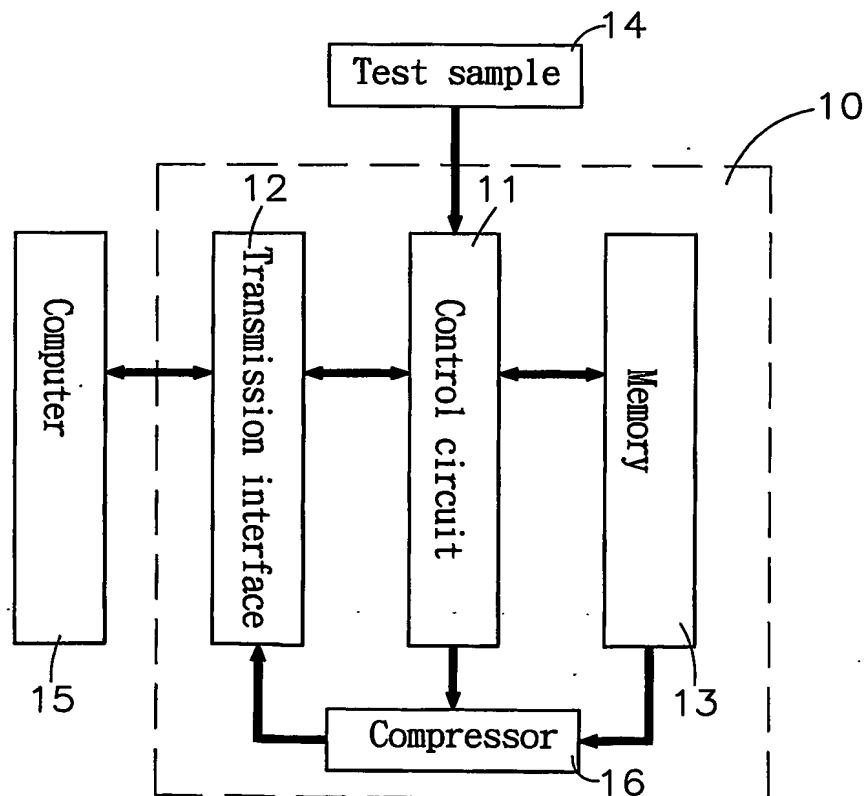 14
Test sample
10
12
11
Computer
Transmission interface
Control circuit
Memory
15
13
Compressor
16